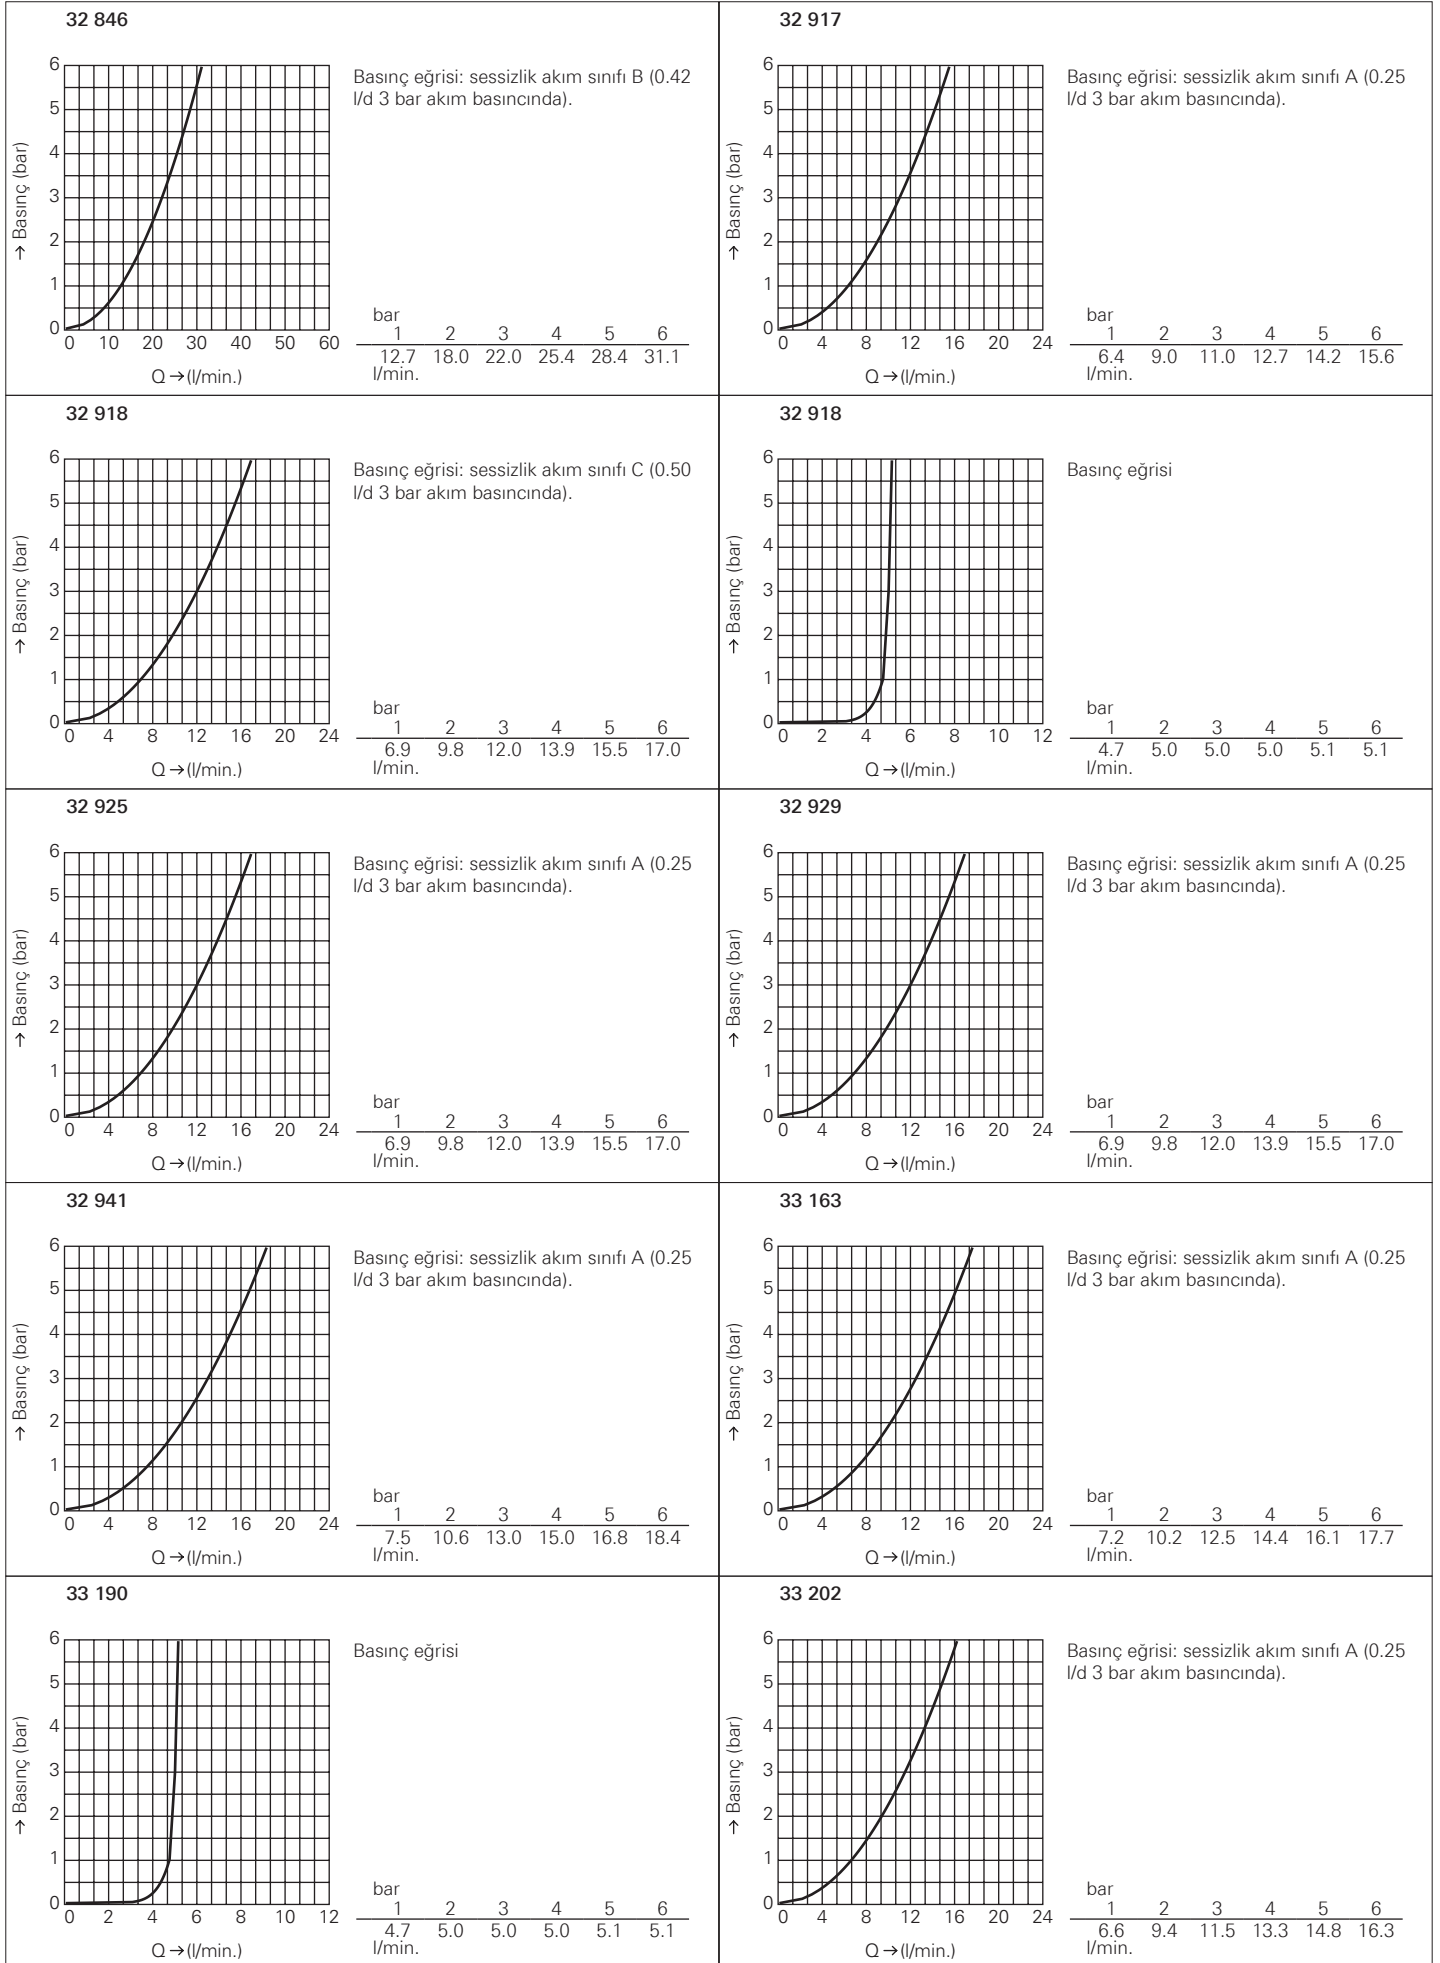 32 846
6
5
4
3
2
1
0
→ Basınç (bar)
0 10 20 30 40 50 60
Q → (l/min.)
Basınç eğrisi: sessizlik akım sınıfı B (0.42
l/d 3 bar akım basıncında).
bar
1 2 3 4 5 6
12.7 18.0 22.0 25.4 28.4 31.1
l/min.
32 917
6
5
4
3
2
1
0
→ Basınç (bar)
0 4 8 12 16 20 24
Q → (l/min.)
Basınç eğrisi: sessizlik akım sınıfı A (0.25
l/d 3 bar akım basıncında).
bar
1 2 3 4 5 6
6.4 9.0 11.0 12.7 14.2 15.6
l/min.
32 918
6
5
4
3
2
1
0
→ Basınç (bar)
0 4 8 12 16 20 24
Q → (l/min.)
Basınç eğrisi: sessizlik akım sınıfı C (0.50
l/d 3 bar akım basıncında).
bar
1 2 3 4 5 6
6.9 9.8 12.0 13.9 15.5 17.0
l/min.
32 918
6
5
4
3
2
1
0
→ Basınç (bar)
0 2 4 6 8 10 12
Q → (l/min.)
Basınç eğrisi
bar
1 2 3 4 5 6
4.7 5.0 5.0 5.0 5.1 5.1
l/min.
32 925
6
5
4
3
2
1
0
→ Basınç (bar)
0 4 8 12 16 20 24
Q → (l/min.)
Basınç eğrisi: sessizlik akım sınıfı A (0.25
l/d 3 bar akım basıncında).
bar
1 2 3 4 5 6
6.9 9.8 12.0 13.9 15.5 17.0
l/min.
32 929
6
5
4
3
2
1
0
→ Basınç (bar)
0 4 8 12 16 20 24
Q → (l/min.)
Basınç eğrisi: sessizlik akım sınıfı A (0.25
l/d 3 bar akım basıncında).
bar
1 2 3 4 5 6
6.9 9.8 12.0 13.9 15.5 17.0
l/min.
32 941
6
5
4
3
2
1
0
→ Basınç (bar)
0 4 8 12 16 20 24
Q → (l/min.)
Basınç eğrisi: sessizlik akım sınıfı A (0.25
l/d 3 bar akım basıncında).
bar
1 2 3 4 5 6
7.5 10.6 13.0 15.0 16.8 18.4
l/min.
33 163
6
5
4
3
2
1
0
→ Basınç (bar)
0 4 8 12 16 20 24
Q → (l/min.)
Basınç eğrisi: sessizlik akım sınıfı A (0.25
l/d 3 bar akım basıncında).
bar
1 2 3 4 5 6
7.2 10.2 12.5 14.4 16.1 17.7
l/min.
33 190
6
5
4
3
2
1
0
→ Basınç (bar)
0 2 4 6 8 10 12
Q → (l/min.)
Basınç eğrisi
bar
1 2 3 4 5 6
4.7 5.0 5.0 5.0 5.1 5.1
l/min.
33 202
6
5
4
3
2
1
0
→ Basınç (bar)
0 4 8 12 16 20 24
Q → (l/min.)
Basınç eğrisi: sessizlik akım sınıfı A (0.25
l/d 3 bar akım basıncında).
bar
1 2 3 4 5 6
6.6 9.4 11.5 13.3 14.8 16.3
l/min.